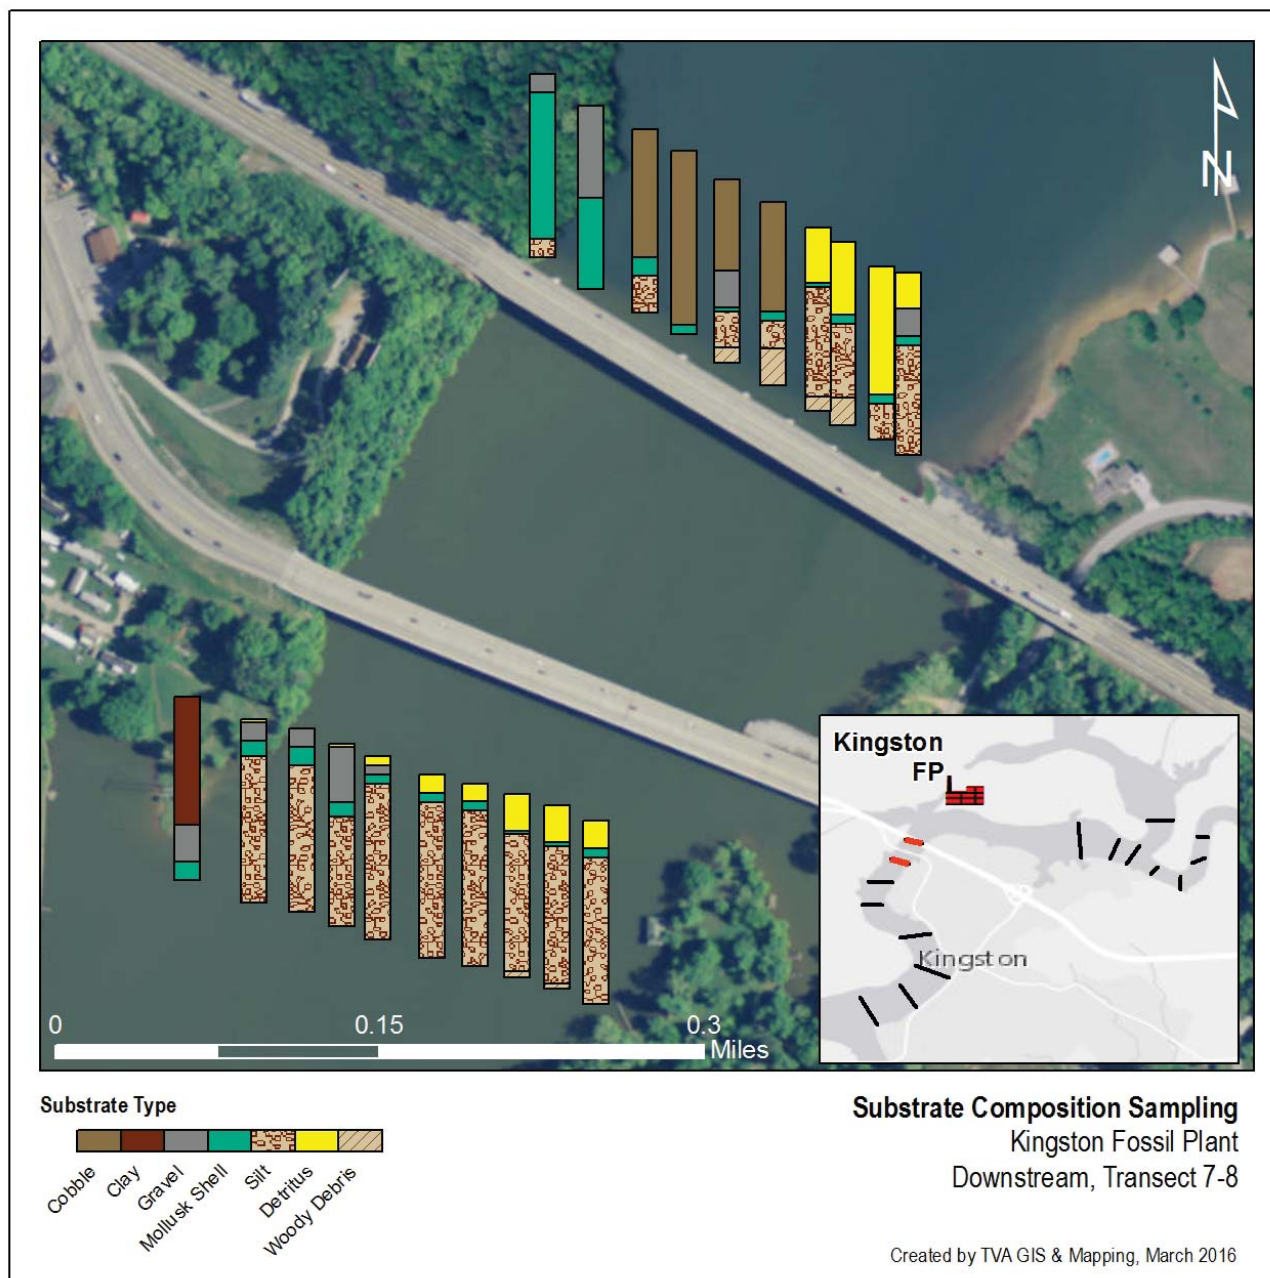 N
Kingston
FP
Kingston
0 0.15 0.3
Miles
Substrate Type
Cobble
Clay
Gravel
Mollusk Shell
Silt
Detritus
Woody Debris
Substrate Composition Sampling
Kingston Fossil Plant
Downstream, Transect 7-8
Created by TVA GIS & Mapping, March 2016